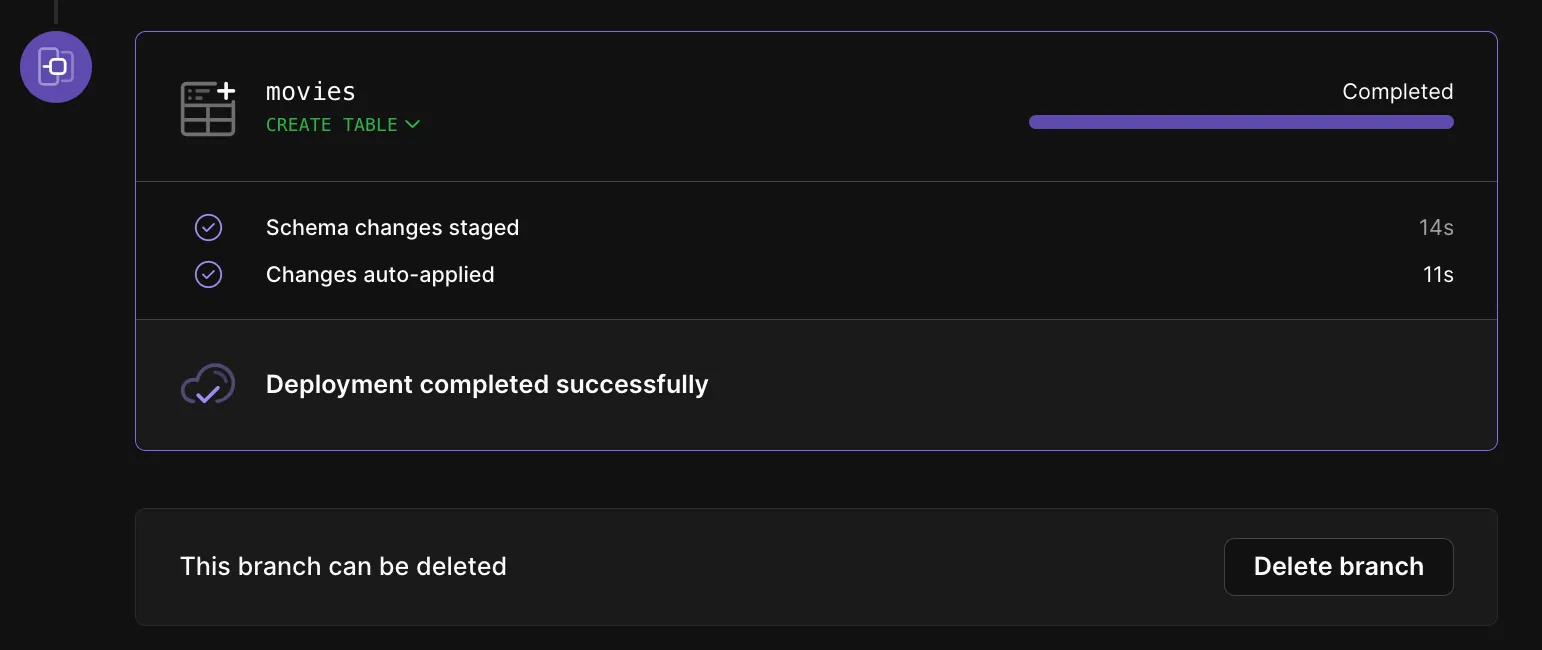 movies
Completed
CREATE TABLE
Schema changes staged
14s
Changes auto-applied
11s
Deployment completed successfully
This branch can be deleted
Delete branch